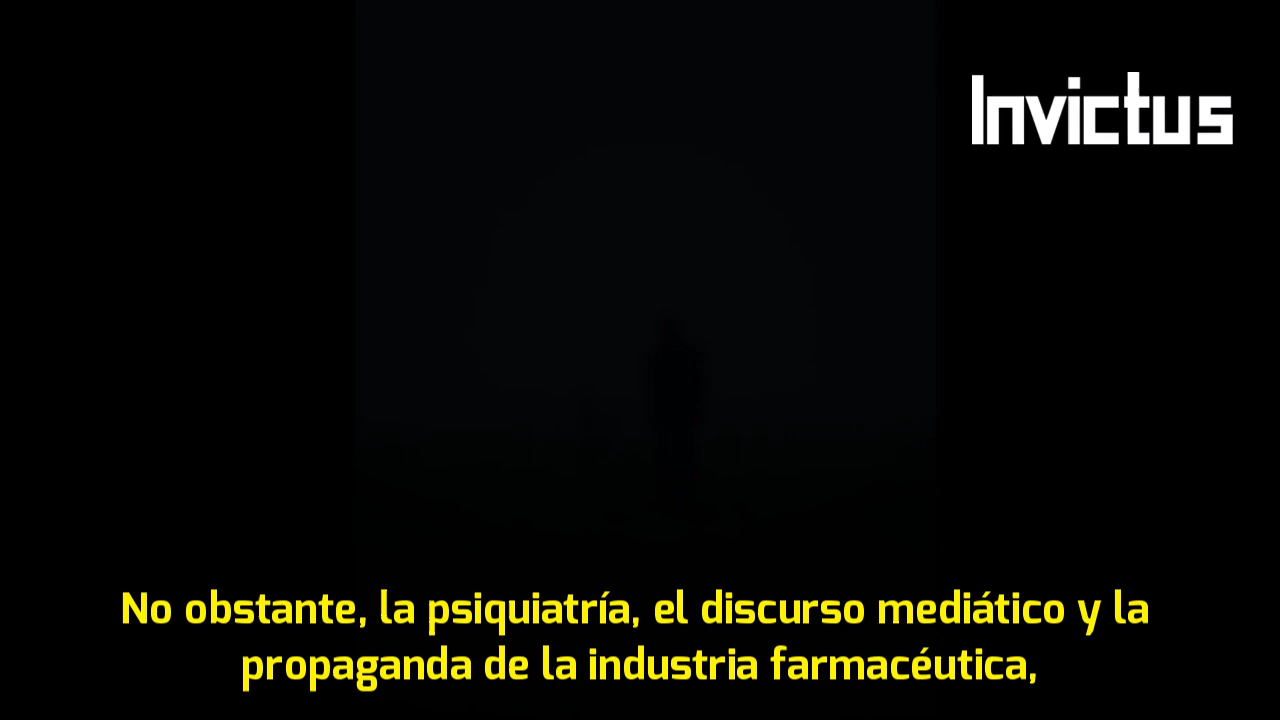 Invictus
No obstante, la psiquiatría, el discurso mediático y la
propaganda de la industria farmacéutica,